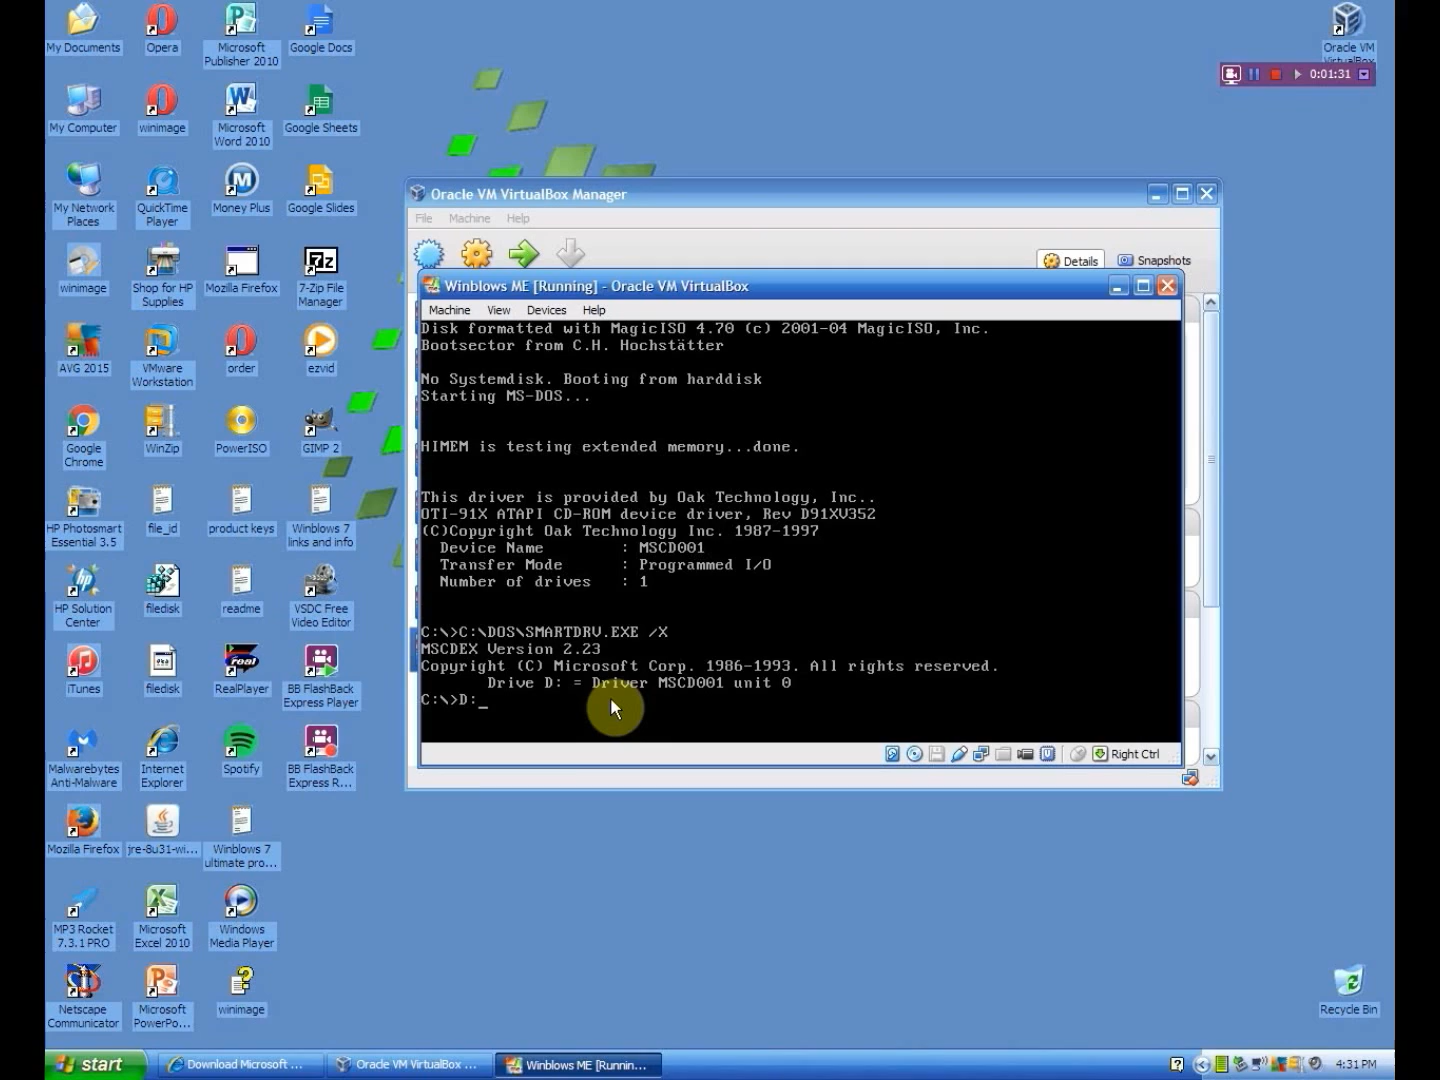 My Documents
Opera
Microsoft
Publisher 2010
Google Docs
Oracle VM
VirtualBox
0:01:31
My Computer
winimage
Microsoft
Word 2010
Google Sheets
My Network
Places
QuickTime
Player
Money Plus
Google Slides
winimage
Shop for HP
Supplies
Mozilla Firefox
7-Zip File
Manager
AVG 2015
VMware
Workstation
order
ezvid
Google
Chrome
WinZip
PowerISO
GIMP 2
HP Photosmart
Essential 3.5
file_id
product keys
Winblows 7
links and info
HP Solution
Center
filedisk
readme
VSDC Free
Video Editor
iTunes
filedisk
real
RealPlayer
BB FlashBack
Express Player
Malwarebytes
Anti-Malware
Internet
Explorer
Spotify
BB FlashBack
Express R...
Mozilla Firefox
jre-8u31-wi...
Winblows 7
ultimate pro...
MP3 Rocket
7.3.1 PRO
Microsoft
Excel 2010
Windows
Media Player
Netscape
Communicator
Microsoft
PowerPo...
winimage
Recycle Bin
Oracle VM VirtualBox Manager
File Machine Help
Details Snapshots
Winblows ME [Running] - Oracle VM VirtualBox
Machine View Devices Help
Disk formatted with MagicISO 4.70 (c) 2001-04 MagicISO, Inc.
Bootsector from C.H. Hochstätter
No Systemdisk. Booting from harddisk
Starting MS-DOS...
HIMEM is testing extended memory...done.
This driver is provided by Oak Technology, Inc..
OTI-91X ATAPI CD-ROM device driver, Rev D91XV352
(C)Copyright Oak Technology Inc. 1987-1997
Device Name : MSCD001
Transfer Mode : Programmed I/O
Number of drives : 1
C:\>C:\DOS\SMARTDRV.EXE /X
MSCDEX Version 2.23
Copyright (C) Microsoft Corp. 1986-1993. All rights reserved.
Drive D: = Driver MSCD001 unit 0
C:\>D:_
Right Ctrl
start
Download Microsoft ...
Oracle VM VirtualBox ...
Winblows ME [Runnin...
4:31 PM